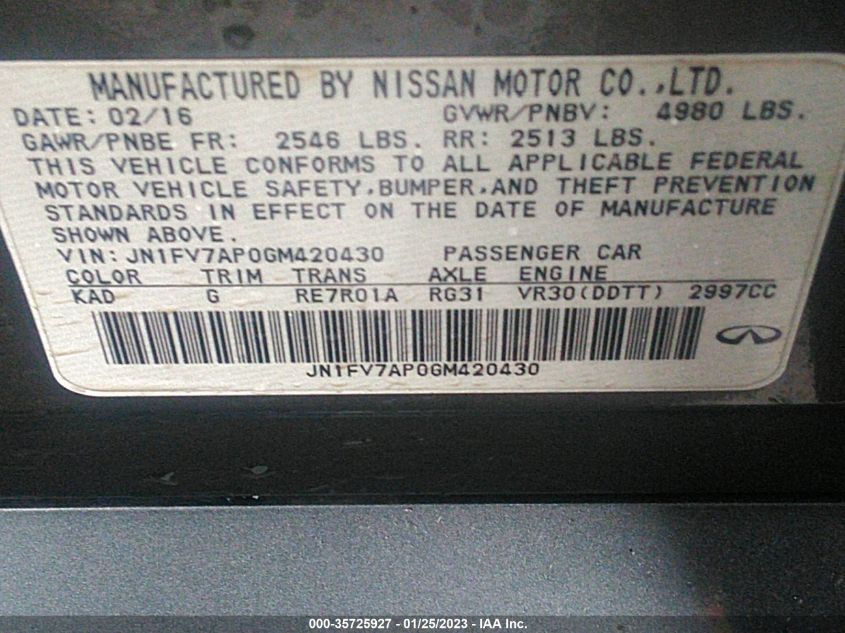 MANUFACTURED BY NISSAN MOTOR CO.,LTD.
DATE: 02/16 GVWR/PNBV: 4980 LBS.
GAWR/PNBE FR: 2546 LBS. RR: 2513 LBS.
THIS VEHICLE CONFORMS TO ALL APPLICABLE FEDERAL
MOTOR VEHICLE SAFETY,BUMPER,AND THEFT PREVENTION
STANDARDS IN EFFECT ON THE DATE OF MANUFACTURE
SHOWN ABOVE.
VIN: JN1FV7AP0GM420430 PASSENGER CAR
COLOR TRIM TRANS AXLE ENGINE
KAD G RE7R01A RG31 VR30(DDTT) 2997CC
JN1FV7AP0GM420430
000-35725927 - 01/25/2023 - IAA Inc.